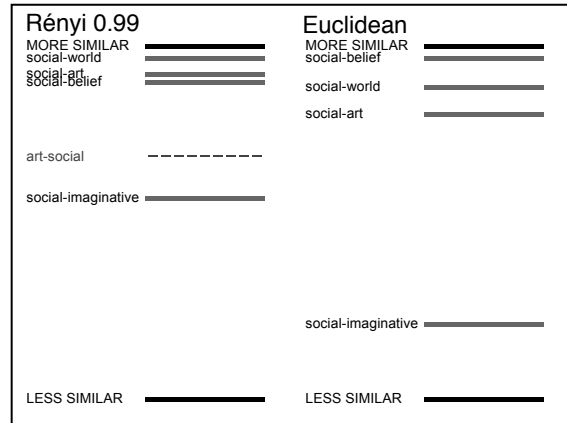 Rényi 0.99
MORE SIMILAR
social-world
social-art
social-belief
art-social
social-imaginative
LESS SIMILAR
Euclidean
MORE SIMILAR
social-belief
social-world
social-art
social-imaginative
LESS SIMILAR